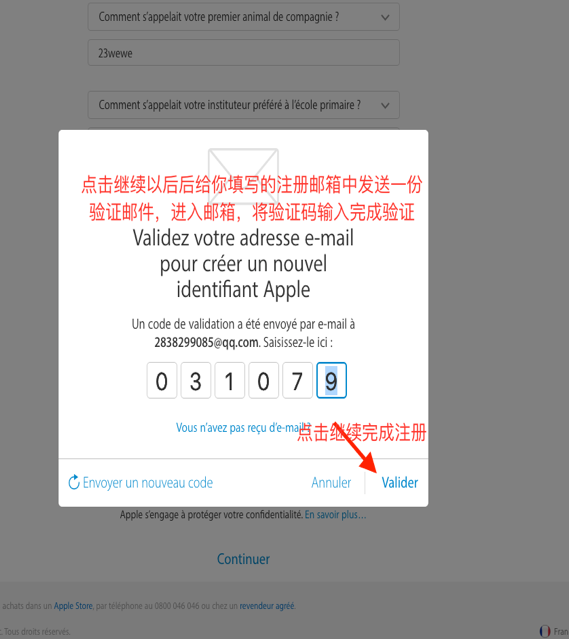 Comment s'appelait votre premier animal de compagnie ?
23wewe
Comment s'appelait votre instituteur préféré à l'école primaire ?
点击继续以后后给你填写的注册邮箱中发送一份
验证邮件，进入邮箱，将验证码输入完成验证
Validez votre adresse e-mail
pour créer un nouvel
identifiant Apple
Un code de validation a été envoyé par e-mail à
2838299085@qq.com. Saisissez-le ici :
0 3 1 0 7 9
Vous n'avez pas reçu d'e-mail ?
点击继续完成注册
Envoyer un nouveau code Annuler Valider
Apple s'engage à protéger votre confidentialité. En savoir plus…
Continuer
achats dans un Apple Store, par téléphone au 0800 046 046 ou chez un revendeur agréé.
. Tous droits réservés. Fran